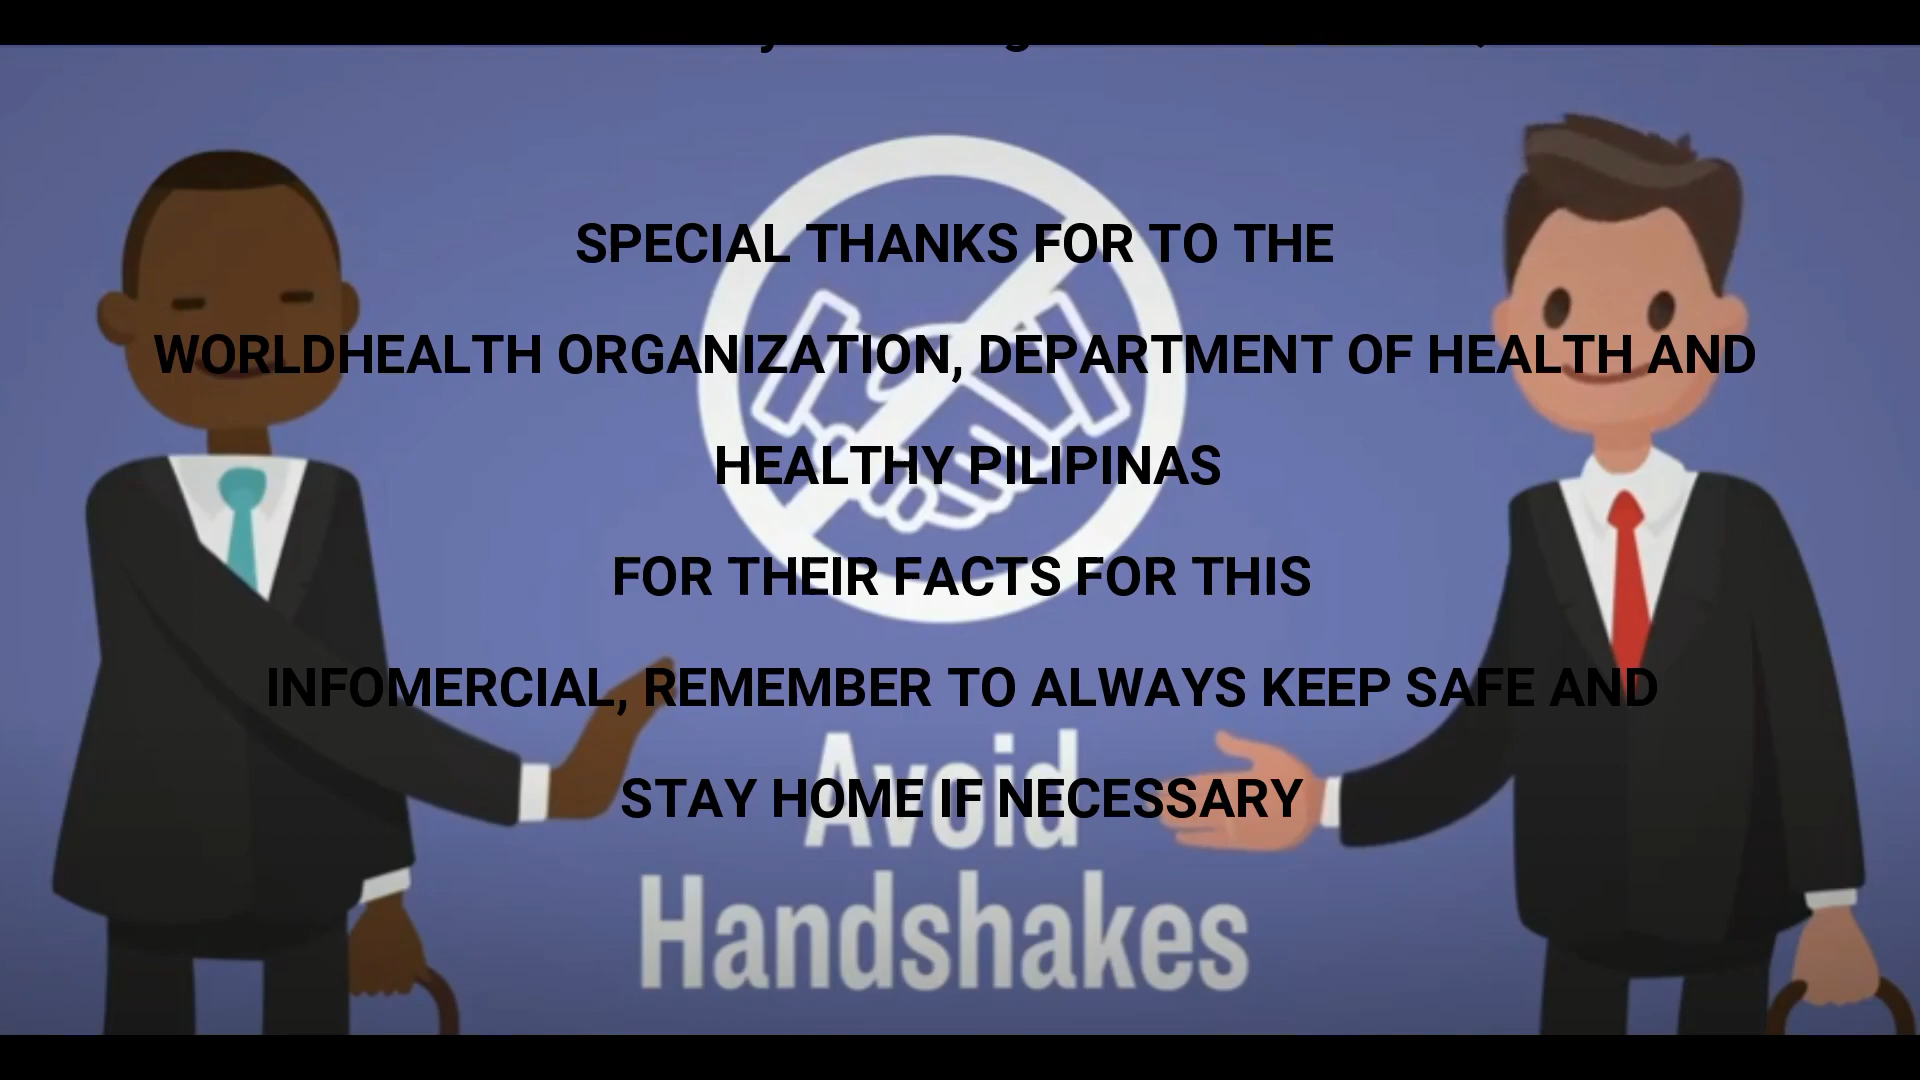 SPECIAL THANKS FOR TO THE
WORLDHEALTH ORGANIZATION, DEPARTMENT OF HEALTH AND
HEALTHY PILIPINAS
FOR THEIR FACTS FOR THIS
INFOMERCIAL, REMEMBER TO ALWAYS KEEP SAFE AND
STAY HOME IF NECESSARY
Avoid
Handshakes